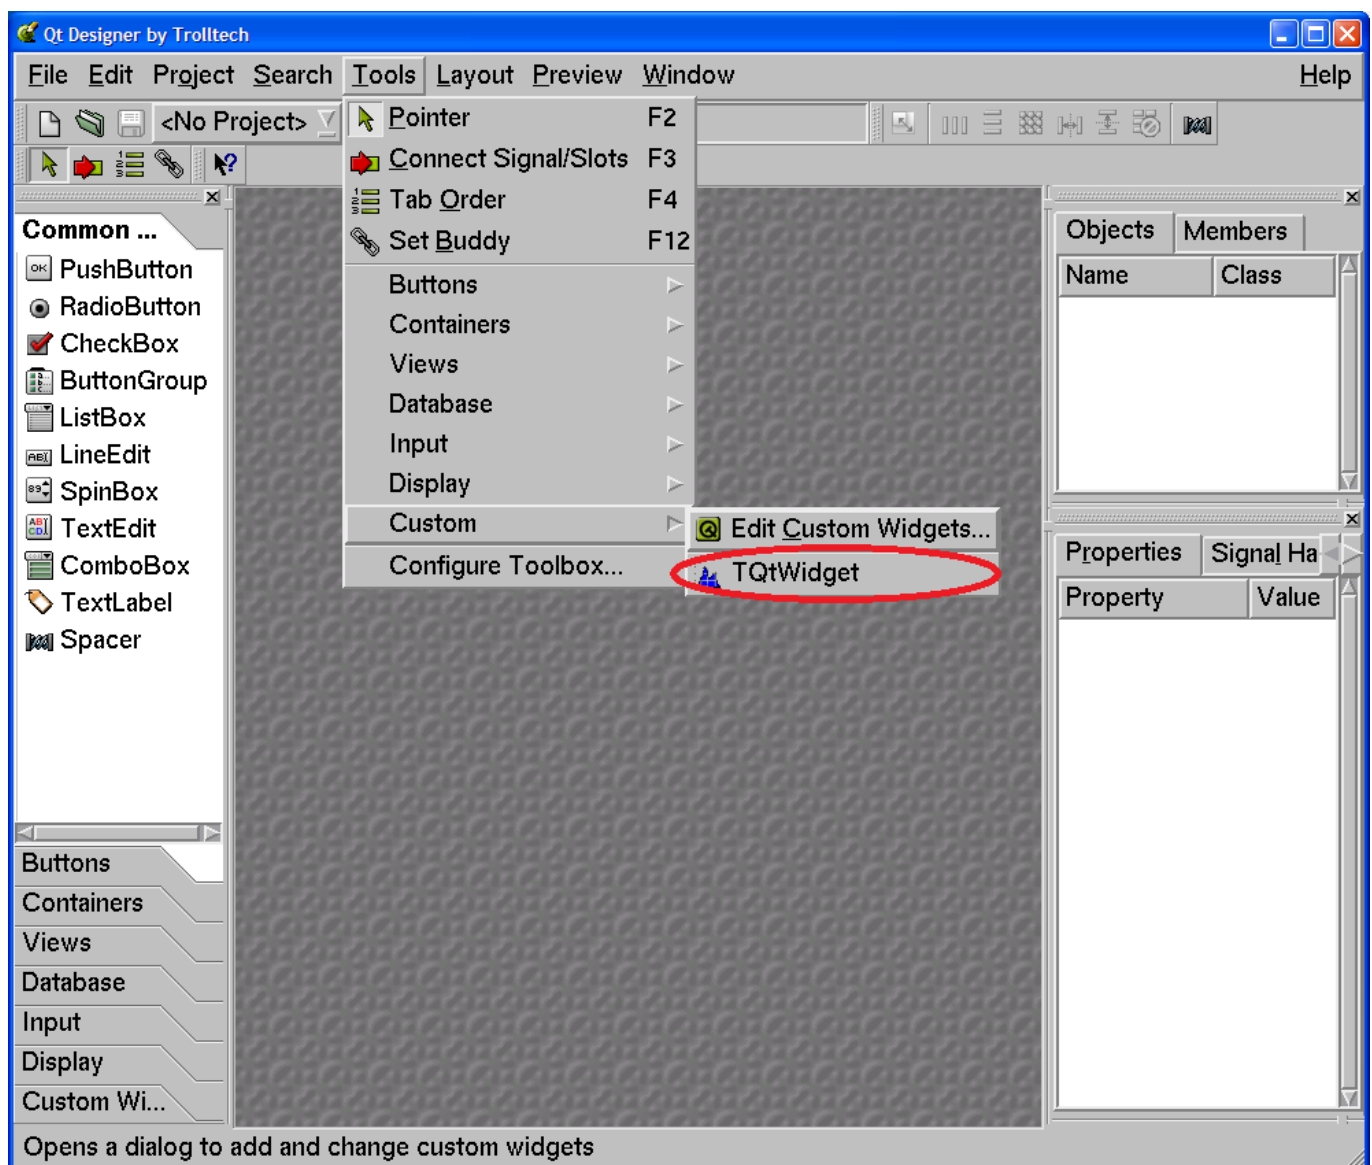 Qt Designer by Trolltech
File Edit Project Search Tools Layout Preview Window Help
<No Project>
Pointer F2
Connect Signal/Slots F3
Tab Order F4
Set Buddy F12
Buttons
Containers
Views
Database
Input
Display
Custom
Configure Toolbox...
Edit Custom Widgets...
TQtWidget
Common ...
PushButton
RadioButton
CheckBox
ButtonGroup
ListBox
LineEdit
SpinBox
TextEdit
ComboBox
TextLabel
Spacer
Buttons
Containers
Views
Database
Input
Display
Custom Wi...
Objects Members
Name Class
Properties Signal Ha
Property Value
Opens a dialog to add and change custom widgets